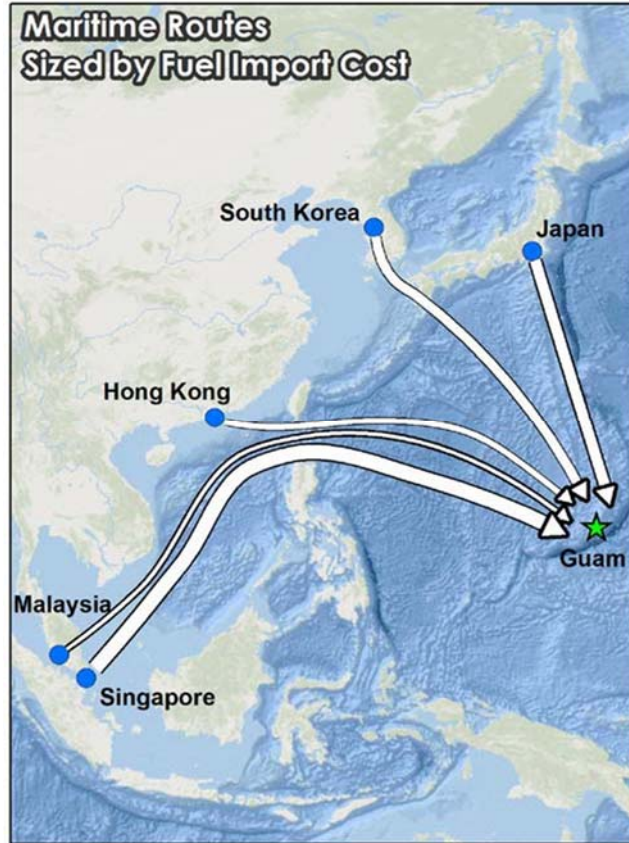 Maritime Routes
Sized by Fuel Import Cost
South Korea
Japan
Hong Kong
Guam
Malaysia
Singapore